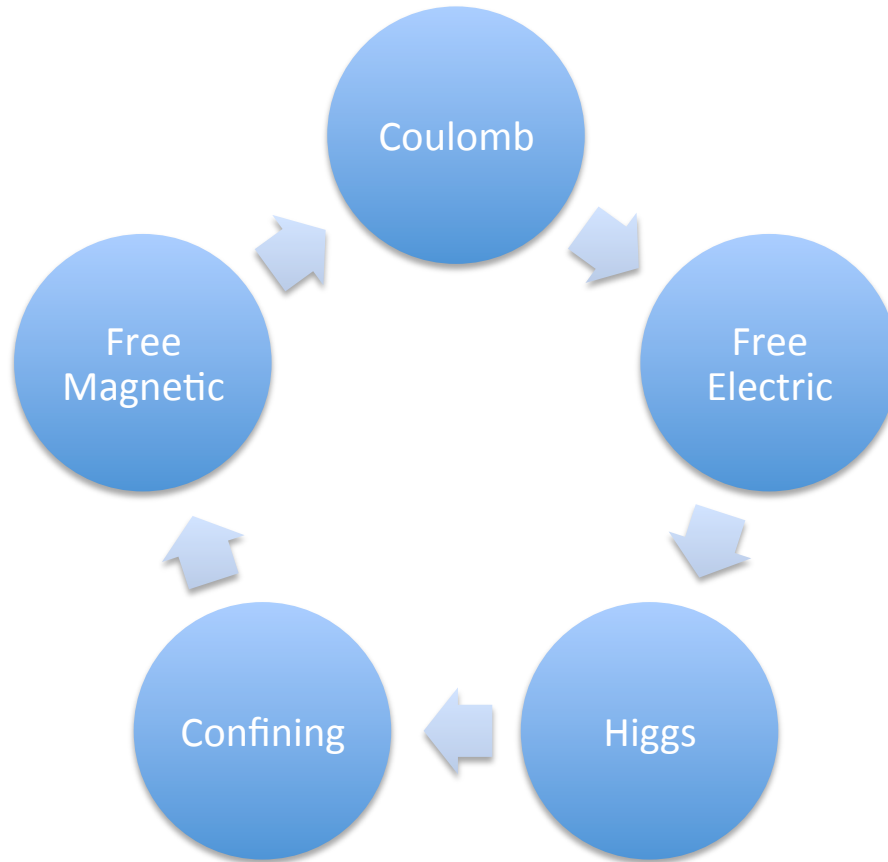 Coulomb
Free
Electric
Higgs
Confining
Free
Magnetic